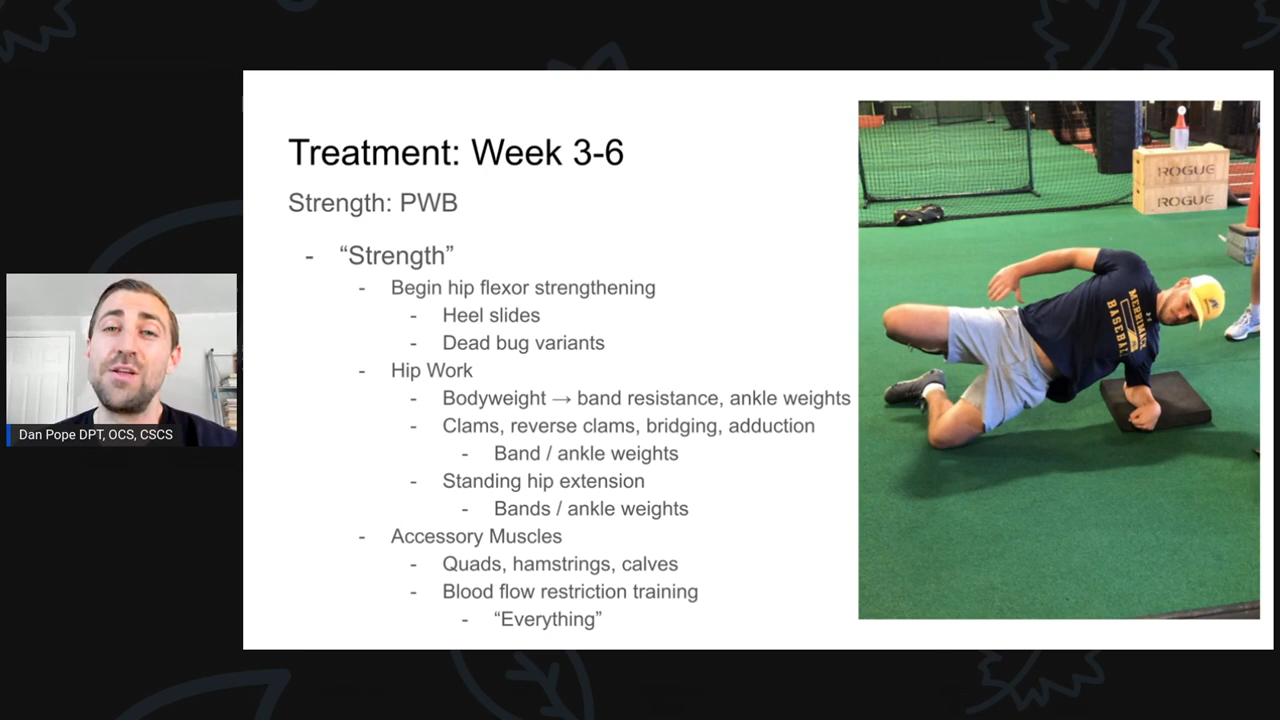 Treatment: Week 3-6
Strength: PWB
- “Strength”
- Begin hip flexor strengthening
- Heel slides
- Dead bug variants
- Hip Work
- Bodyweight → band resistance, ankle weights
- Clams, reverse clams, bridging, adduction
- Band / ankle weights
- Standing hip extension
- Bands / ankle weights
- Accessory Muscles
- Quads, hamstrings, calves
- Blood flow restriction training
- “Everything”
Dan Pope DPT, OCS, CSCS
ROGUE
ROGUE
MERRIMACK
BASEBALL